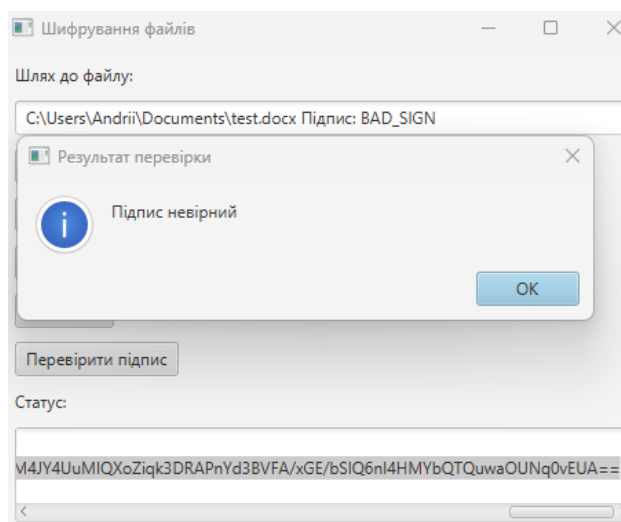 Шифрування файлів
Шлях до файлу:
C:\Users\Andrii\Documents\test.docx Підпис: BAD_SIGN
Результат перевірки
Підпис невірний
OK
Перевірити підпис
Статус:
M4JY4UuMIQXoZiqk3DRAPnYd3BVFA/xGE/bSIQ6nI4HMYbQTQuwaOUNq0vEUA==